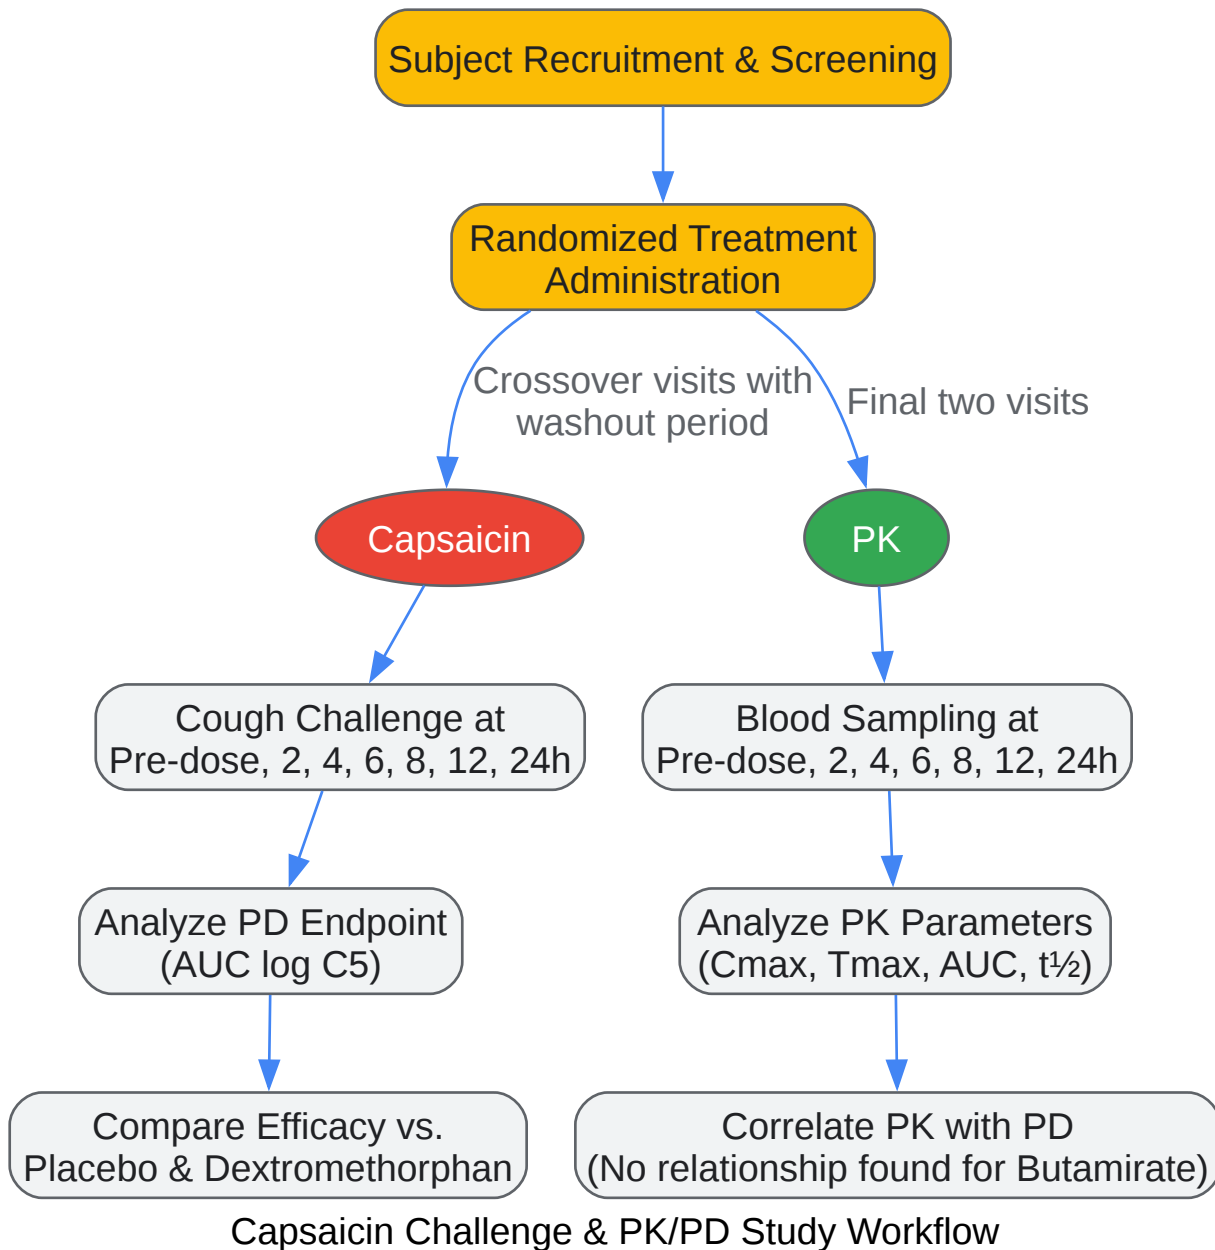 Subject Recruitment & Screening
Randomized Treatment
Administration
Crossover visits with
washout period
Final two visits
Capsaicin
PK
Cough Challenge at
Pre-dose, 2, 4, 6, 8, 12, 24h
Blood Sampling at
Pre-dose, 2, 4, 6, 8, 12, 24h
Analyze PD Endpoint
(AUC log C5)
Analyze PK Parameters
(Cmax, Tmax, AUC, t½)
Compare Efficacy vs.
Placebo & Dextromethorphan
Correlate PK with PD
(No relationship found for Butamirate)
Capsaicin Challenge & PK/PD Study Workflow